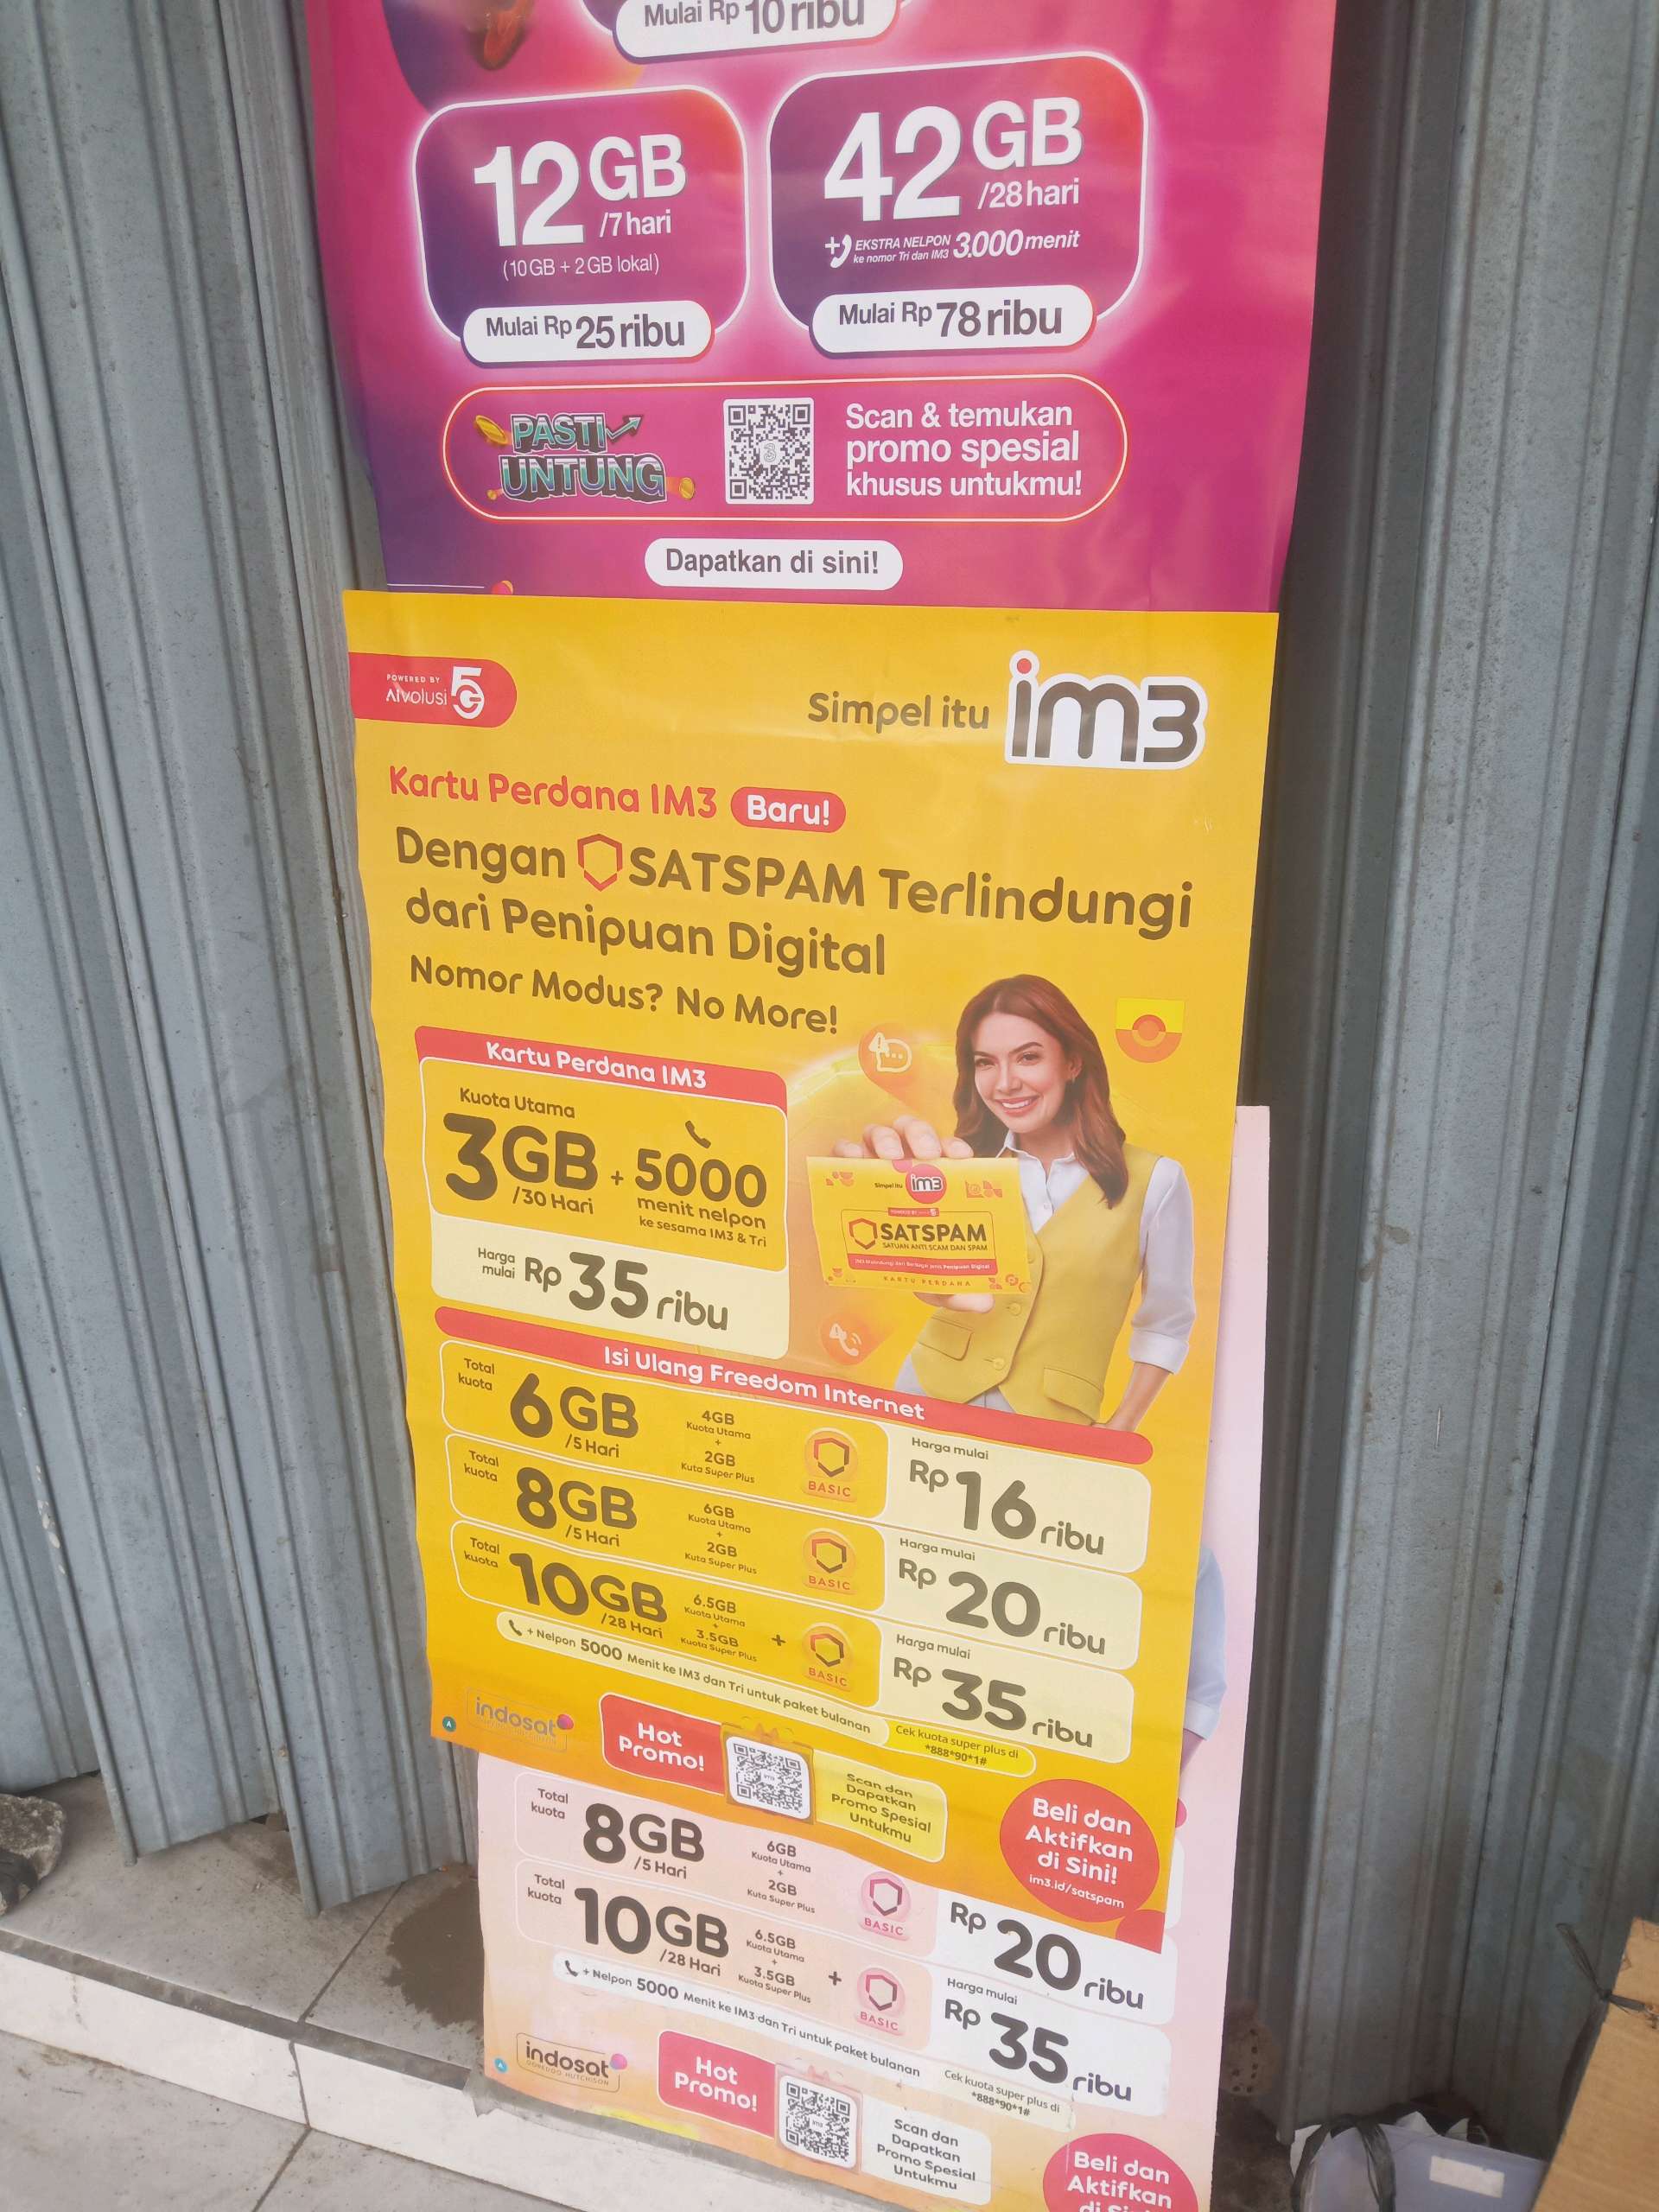 Mulai Rp 10 ribu
12 GB
/7 hari
(10GB + 2GB lokal)
Mulai Rp 25 ribu
42 GB
/28 hari
+ EKSTRA NELPON 3.000 menit
ke nomor Tri dan IM3
Mulai Rp 78 ribu
PASTI
UNTUNG
Scan & temukan
promo spesial
khusus untukmu!
Dapatkan di sini!
POWERED BY
AIvolusi 5G
Simpel itu im3
Kartu Perdana IM3 Baru!
Dengan SATSPAM Terlindungi
dari Penipuan Digital
Nomor Modus? No More!
Kartu Perdana IM3
Kuota Utama
3GB + 5000
/30 Hari
menit nelpon
ke sesama IM3 & Tri
Harga
mulai Rp 35 ribu
Simpel itu im3
SATSPAM
SATUAN ANTI SCAM DAN SPAM
KARTU PERDANA
Isi Ulang Freedom Internet
Total
kuota
6GB
/5 Hari
4GB
Kuota Utama
+
2GB
Kuta Super Plus
BASIC
Harga mulai
Rp 16 ribu
Total
kuota
8GB
/5 Hari
6GB
Kuota Utama
+
2GB
Kuta Super Plus
BASIC
Harga mulai
Rp 20 ribu
Total
kuota
10GB
/28 Hari
6.5GB
Kuota Utama
+
3.5GB
Kuota Super Plus
+
BASIC
Harga mulai
Rp 35 ribu
+ Nelpon 5000 Menit ke IM3 dan Tri untuk paket bulanan
Cek kuota super plus di
*888*90*1#
indosat
Hot
Promo!
Scan dan
Dapatkan
Promo Spesial
Untukmu
Beli dan
Aktifkan
di Sini!
im3.id/satspam
Total
kuota
8GB
/5 Hari
6GB
Kuota Utama
+
2GB
Kuta Super Plus
BASIC
Rp 20 ribu
Total
kuota
10GB
/28 Hari
6.5GB
Kuota Utama
+
3.5GB
Kuota Super Plus
+
BASIC
Harga mulai
Rp 35 ribu
+ Nelpon 5000 Menit ke IM3 dan Tri untuk paket bulanan
Cek kuota super plus di
*888*90*1#
indosat
OOREDOO HUTCHISON
Hot
Promo!
Scan dan
Dapatkan
Promo Spesial
Untukmu
Beli dan
Aktifkan